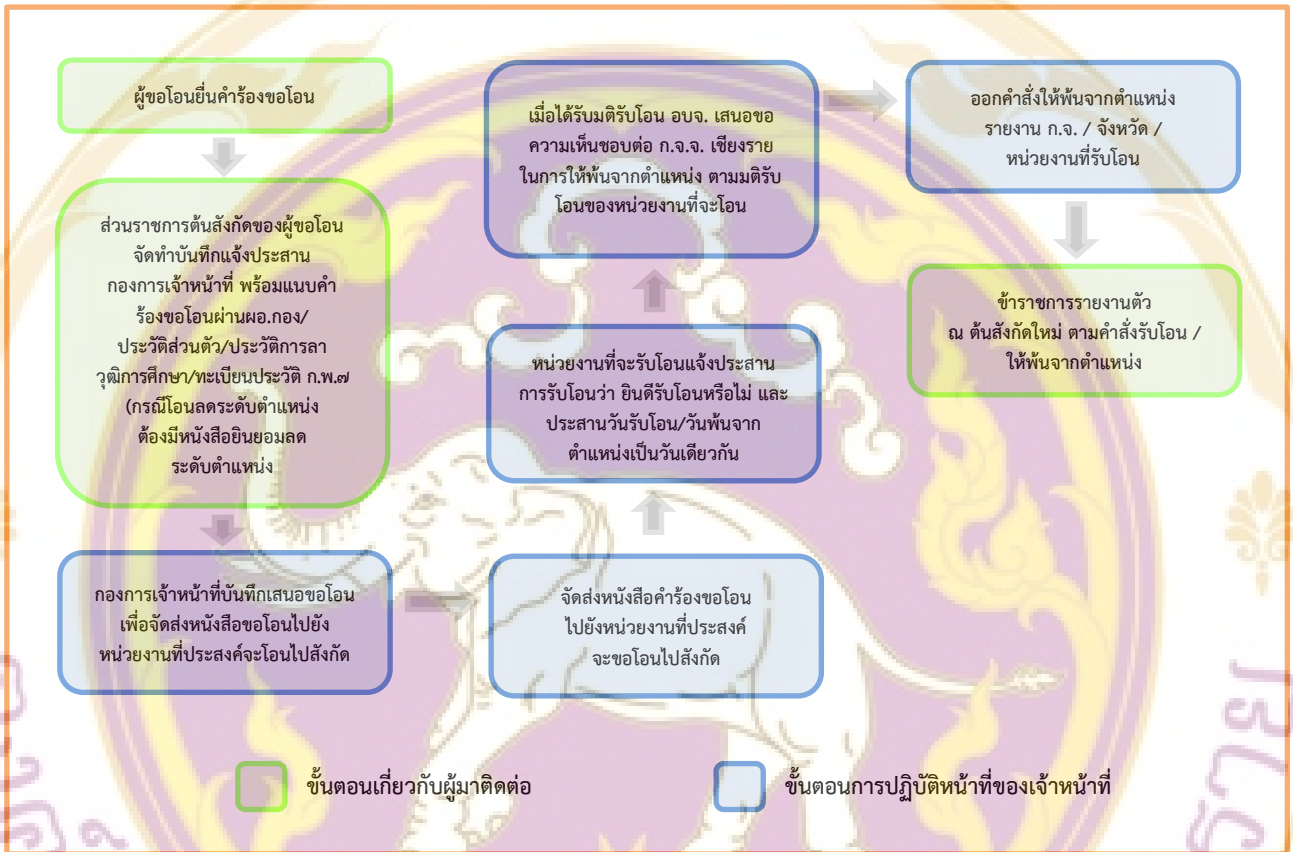 ผู้ขอโอนยื่นคำร้องขอโอน
ส่วนราชการต้นสังกัดของผู้ขอโอน
จัดทำบันทึกแจ้งประสาน
กองการเจ้าหน้าที่ พร้อมแนบคำ
ร้องขอโอนผ่านผอ.กอง/
ประวัติส่วนตัว/ประวัติการลา
วุฒิการศึกษา/ทะเบียนประวัติ ก.พ.๗
(กรณีโอนลดระดับตำแหน่ง
ต้องมีหนังสือยินยอมลด
ระดับตำแหน่ง
กองการเจ้าหน้าที่บันทึกเสนอขอโอน
เพื่อจัดส่งหนังสือขอโอนไปยัง
หน่วยงานที่ประสงค์จะโอนไปสังกัด
จัดส่งหนังสือคำร้องขอโอน
ไปยังหน่วยงานที่ประสงค์
จะขอโอนไปสังกัด
หน่วยงานที่จะรับโอนแจ้งประสาน
การรับโอนว่า ยินดีรับโอนหรือไม่ และ
ประสานวันรับโอน/วันพ้นจาก
ตำแหน่งเป็นวันเดียวกัน
เมื่อได้รับมติรับโอน อบจ. เสนอขอ
ความเห็นชอบต่อ ก.จ.จ. เชียงราย
ในการให้พ้นจากตำแหน่ง ตามมติรับ
โอนของหน่วยงานที่จะโอน
ออกคำสั่งให้พ้นจากตำแหน่ง
รายงาน ก.จ. / จังหวัด /
หน่วยงานที่รับโอน
ข้าราชการรายงานตัว
ณ ต้นสังกัดใหม่ ตามคำสั่งรับโอน /
ให้พ้นจากตำแหน่ง
ขั้นตอนเกี่ยวกับผู้มาติดต่อ
ขั้นตอนการปฏิบัติหน้าที่ของเจ้าหน้าที่